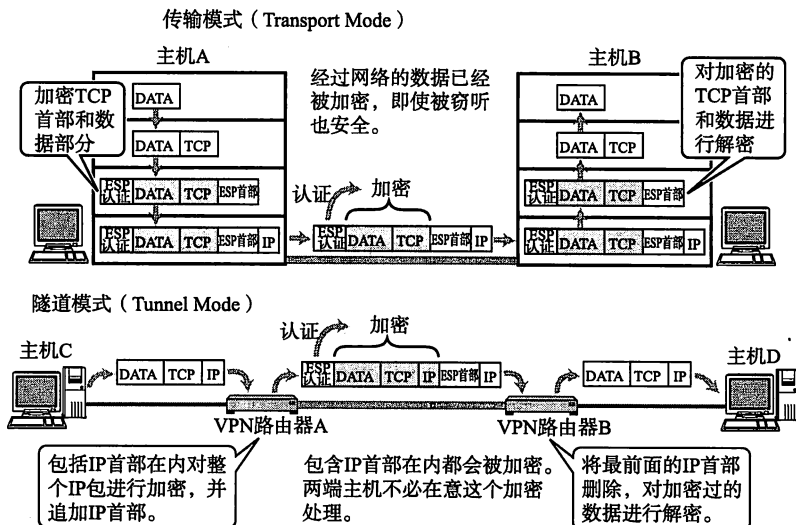 传输模式（Transport Mode）
主机A
主机B
加密TCP
首部和数
据部分
经过网络的数据已经
被加密，即使被窃听
也安全。
对加密的
TCP首部
和数据进
行解密
DATA
DATA TCP
ESP认证 DATA TCP ESP首部
ESP认证 DATA TCP ESP首部 IP
认证
加密
ESP认证 DATA TCP ESP首部 IP
DATA
DATA TCP
ESP认证 DATA TCP ESP首部
ESP认证 DATA TCP ESP首部 IP
隧道模式（Tunnel Mode）
认证
加密
主机C
主机D
DATA TCP IP
ESP认证 DATA TCP IP ESP首部 IP
DATA TCP IP
VPN路由器A
VPN路由器B
包括IP首部在内对整
个IP包进行加密，并
追加IP首部。
包含IP首部在内都会被加密。
两端主机不必在意这个加密
处理。
将最前面的IP首部
删除，对加密过的
数据进行解密。